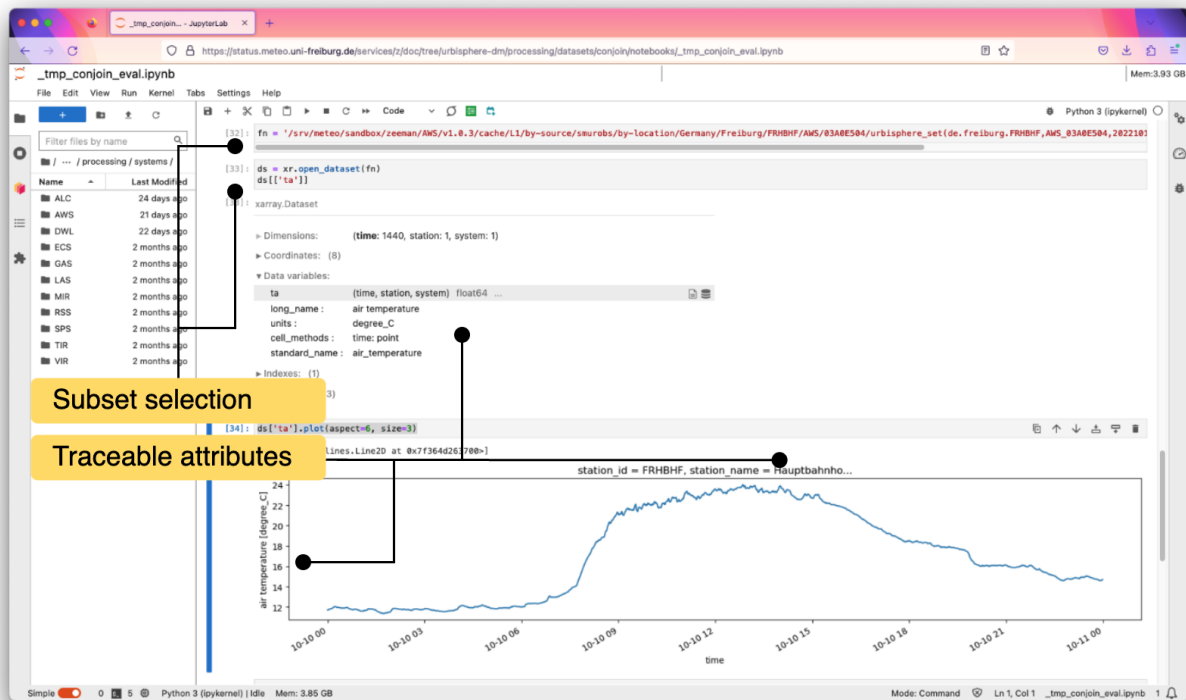 _tmp_conjoin... - JupyterLab × +
https://status.meteo.uni-freiburg.de/services/z/doc/tree/urbisphere-dm/processing/datasets/conjoin/notebooks/_tmp_conjoin_eval.ipynb
_tmp_conjoin_eval.ipynb
Mem:3.93 GB
File Edit View Run Kernel Tabs Settings Help
Code
Python 3 (ipykernel)
Filter files by name
/ ... / processing / systems /
Name Last Modified
ALC 24 days ago
AWS 21 days ago
DWL 22 days ago
ECS 2 months ago
GAS 2 months ago
LAS 2 months ago
MIR 2 months ago
RSS 2 months ago
SPS 2 months ago
TIR 2 months ago
VIR 2 months ago
[32]: fn = '/srv/meteo/sandbox/zeeman/AWS/v1.0.3/cache/L1/by-source/smurobs/by-location/Germany/Freiburg/FRHBHF/AWS/03A0E504/urbisphere_set(de.freiburg.FRHBHF,AWS_03A0E504,2022101
[33]: ds = xr.open_dataset(fn)
ds[['ta']]
xarray.Dataset
Dimensions: (time: 1440, station: 1, system: 1)
Coordinates: (8)
Data variables:
ta (time, station, system) float64 ...
long_name : air temperature
units : degree_C
cell_methods : time: point
standard_name : air_temperature
Indexes: (1)
3)
Subset selection
[34]: ds['ta'].plot(aspect=6, size=3)
Traceable attributes
lines.Line2D at 0x7f364d263700>]
station_id = FRHBHF, station_name = Hauptbahnho...
air temperature [degree_C]
24
22
20
18
16
14
12
10-10 00 10-10 03 10-10 06 10-10 09 10-10 12 10-10 15 10-10 18 10-10 21 10-11 00
time
Simple 0 5 Python 3 (ipykernel) | Idle Mem: 3.85 GB
Mode: Command Ln 1, Col 1 _tmp_conjoin_eval.ipynb 1